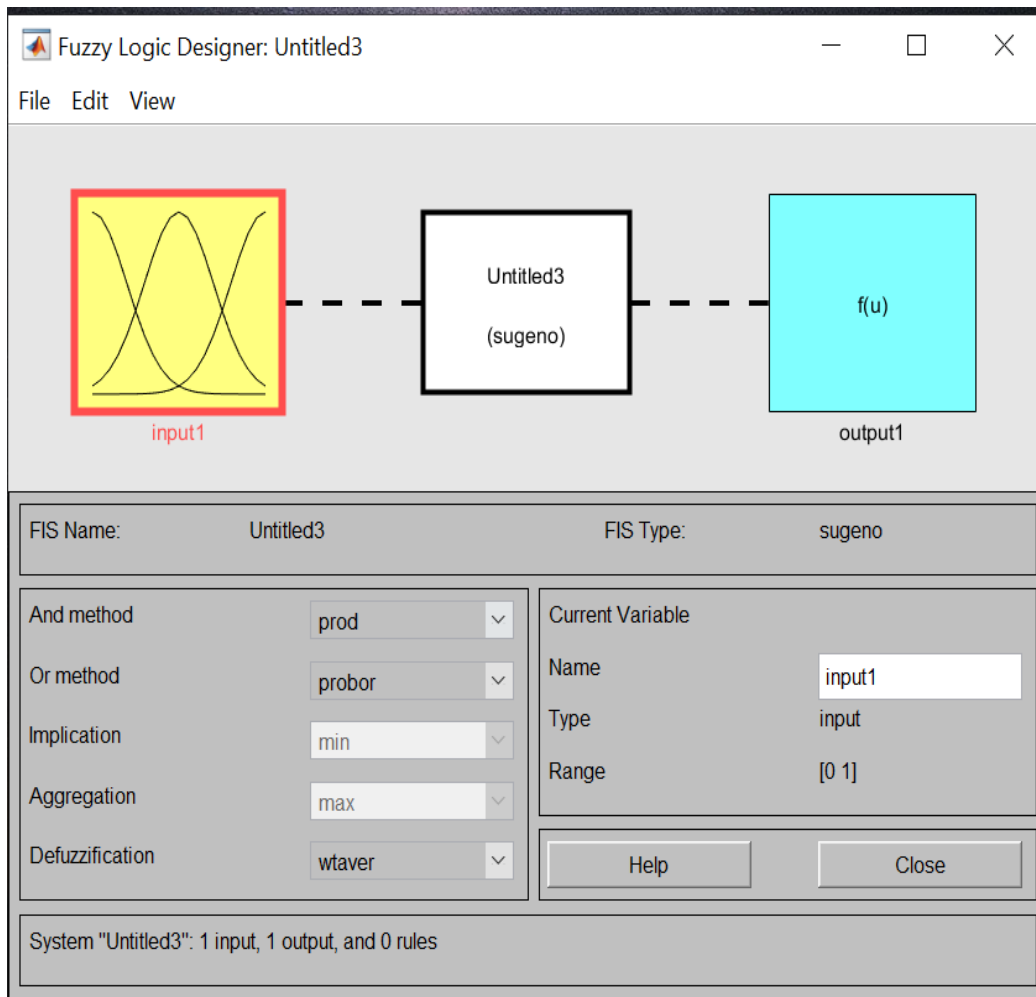 Fuzzy Logic Designer: Untitled3
File Edit View
Untitled3
(sugeno)
f(u)
input1
output1
FIS Name: Untitled3 FIS Type: sugeno
And method prod
Or method probor
Implication min
Aggregation max
Defuzzification wtaver
Current Variable
Name input1
Type input
Range [0 1]
Help Close
System "Untitled3": 1 input, 1 output, and 0 rules